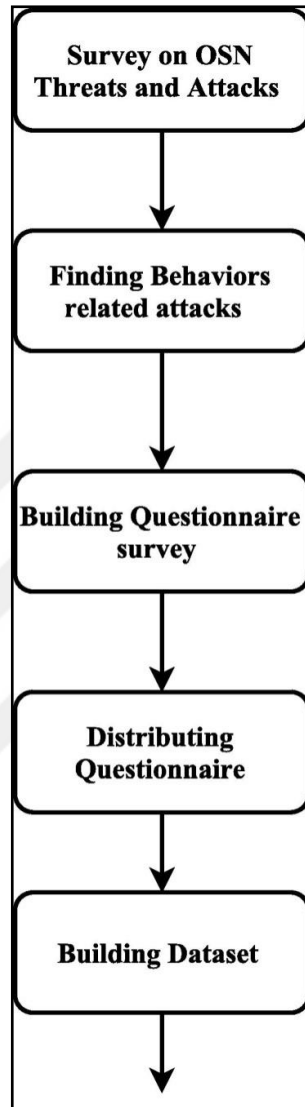 Survey on OSN
Threats and Attacks
Finding Behaviors
related attacks
Building Questionnaire
survey
Distributing
Questionnaire
Building Dataset